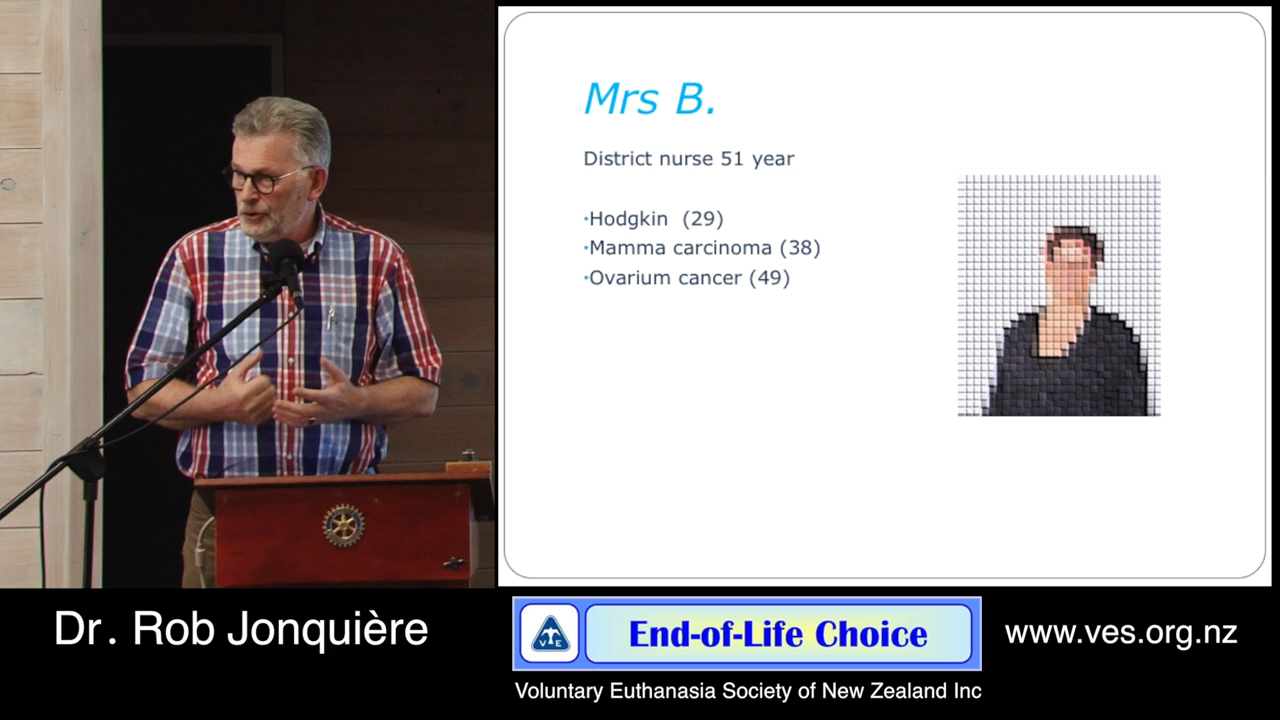 Mrs B.
District nurse 51 year
•Hodgkin (29)
•Mamma carcinoma (38)
•Ovarium cancer (49)
Dr. Rob Jonquière
VE
End-of-Life Choice
www.ves.org.nz
Voluntary Euthanasia Society of New Zealand Inc